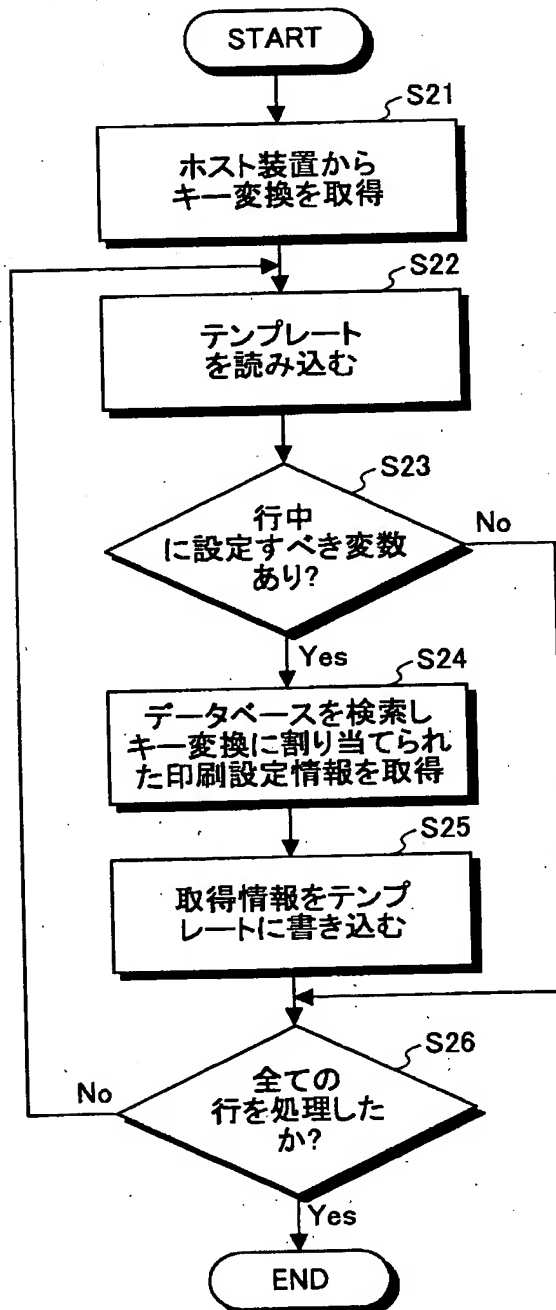 START
S21
ホスト装置から
キー変換を取得
S22
テンプレート
を読み込む
S23
行中
に設定すべき変数
あり?
No
Yes
S24
データベースを検索し
キー変換に割り当てられ
た印刷設定情報を取得
S25
取得情報をテンプ
レートに書き込む
S26
全ての
行を処理した
か?
No
Yes
END